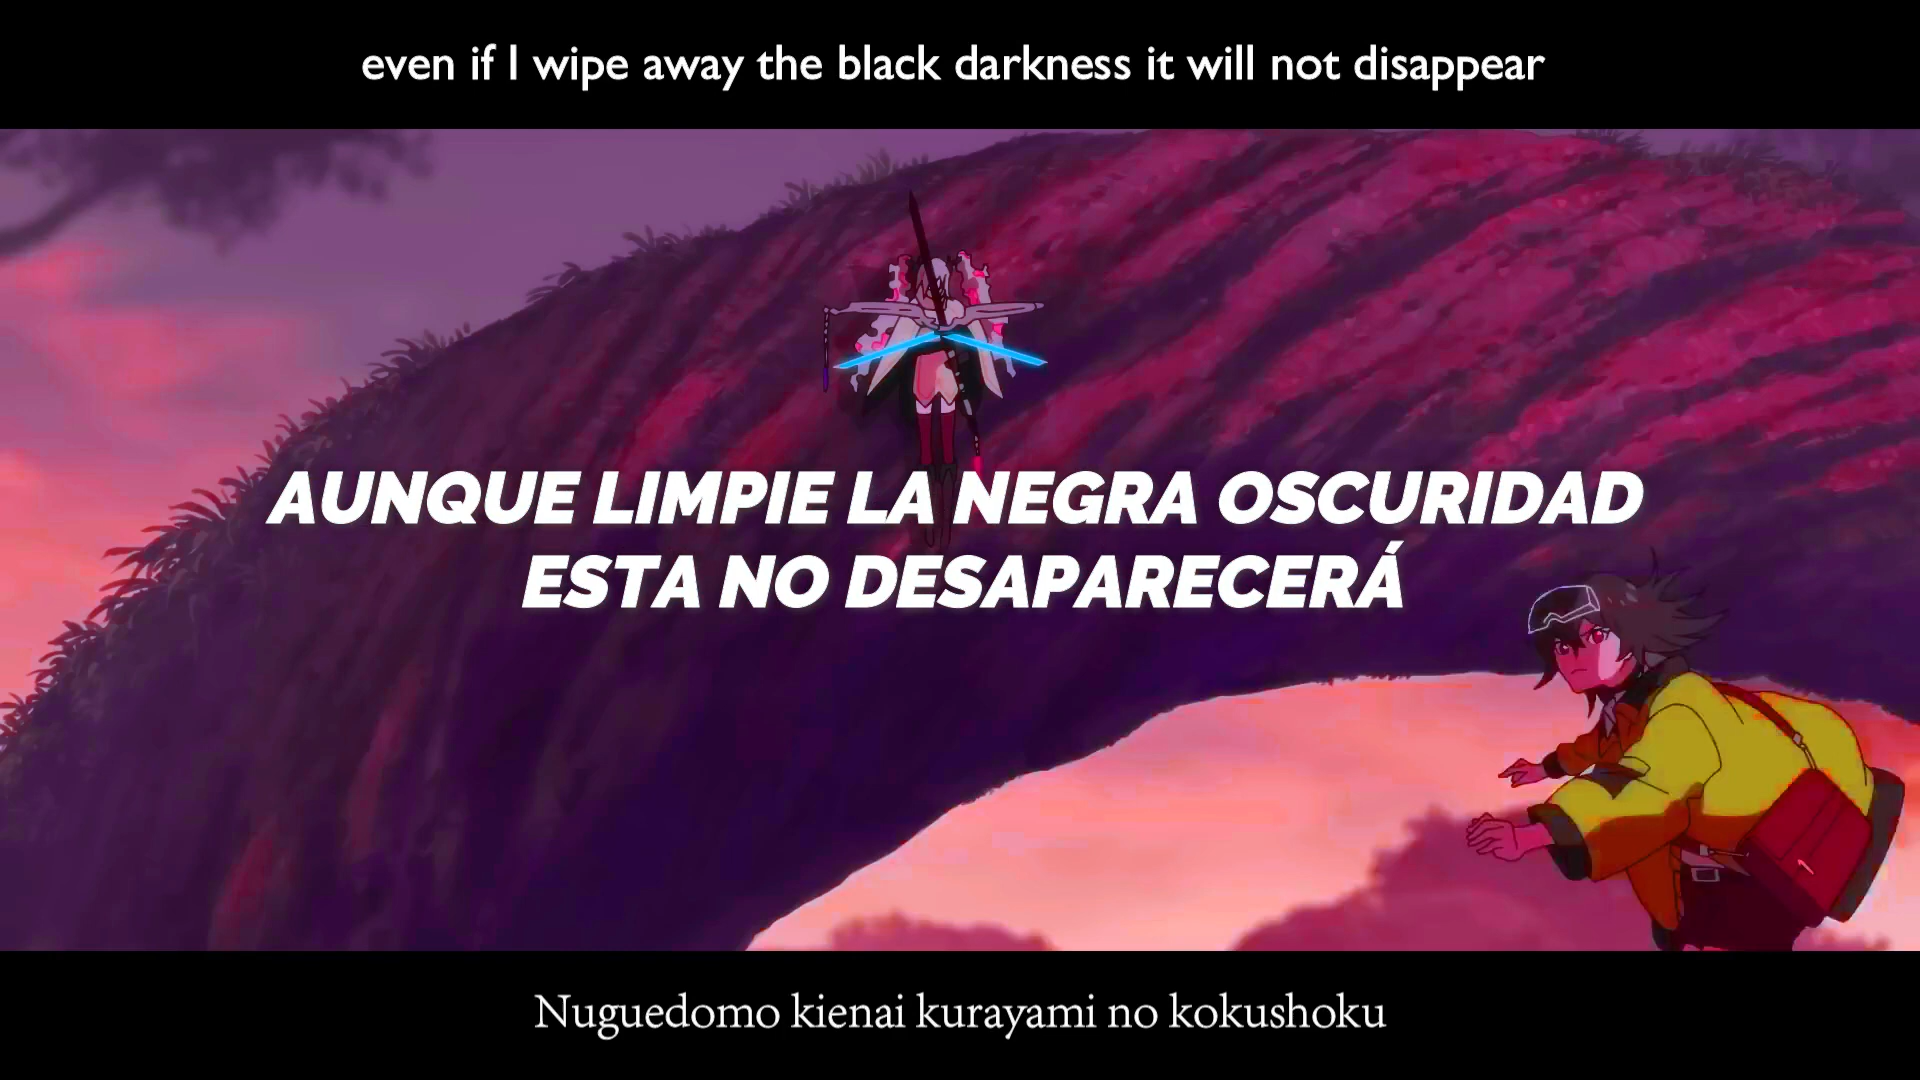 even if I wipe away the black darkness it will not disappear
AUNQUE LIMPIE LA NEGRA OSCURIDAD
ESTA NO DESAPARECERÁ
Nuguedomo kienai kurayami no kokushoku